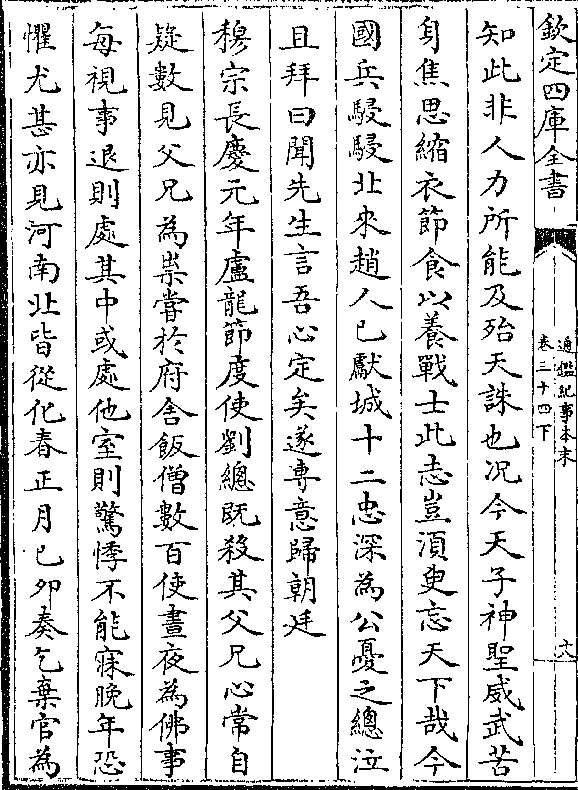 欽定四庫全書
通鑑紀事本末
卷三十四下
六
知此非人力所能及殆天誅也况今天子神聖威武苦
身焦思縮衣節食以養戰士此志豈湏臾忘天下哉今
國兵駸駸北來趙人已獻城十二忠深為公憂之總泣
且拜曰聞先生言吾心定矣遂專意歸朝廷
穆宗長慶元年盧龍節度使劉總既殺其父兄心常自
疑數見父兄為祟嘗於府舍飯僧數百使晝夜為佛事
每視事退則處其中或處他室則驚悸不能寐晚年恐
懼尤甚亦見河南北皆從化春正月己夘奏乞棄官為